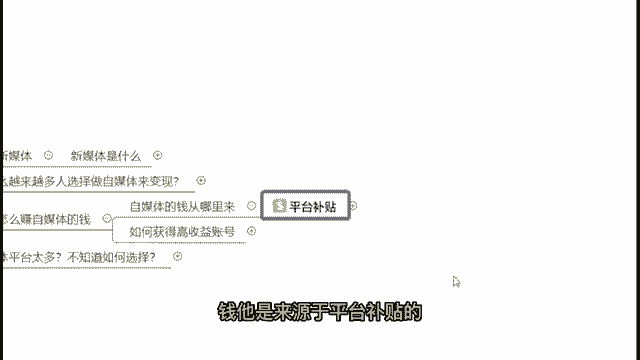 新媒体 新媒体是什么
么越来越多人选择做自媒体来变现？
自媒体的钱从哪里来 平台补贴
怎么赚自媒体的钱
如何获得高收益账号
体平台太多？不知道如何选择？
钱他是来源于平台补贴的